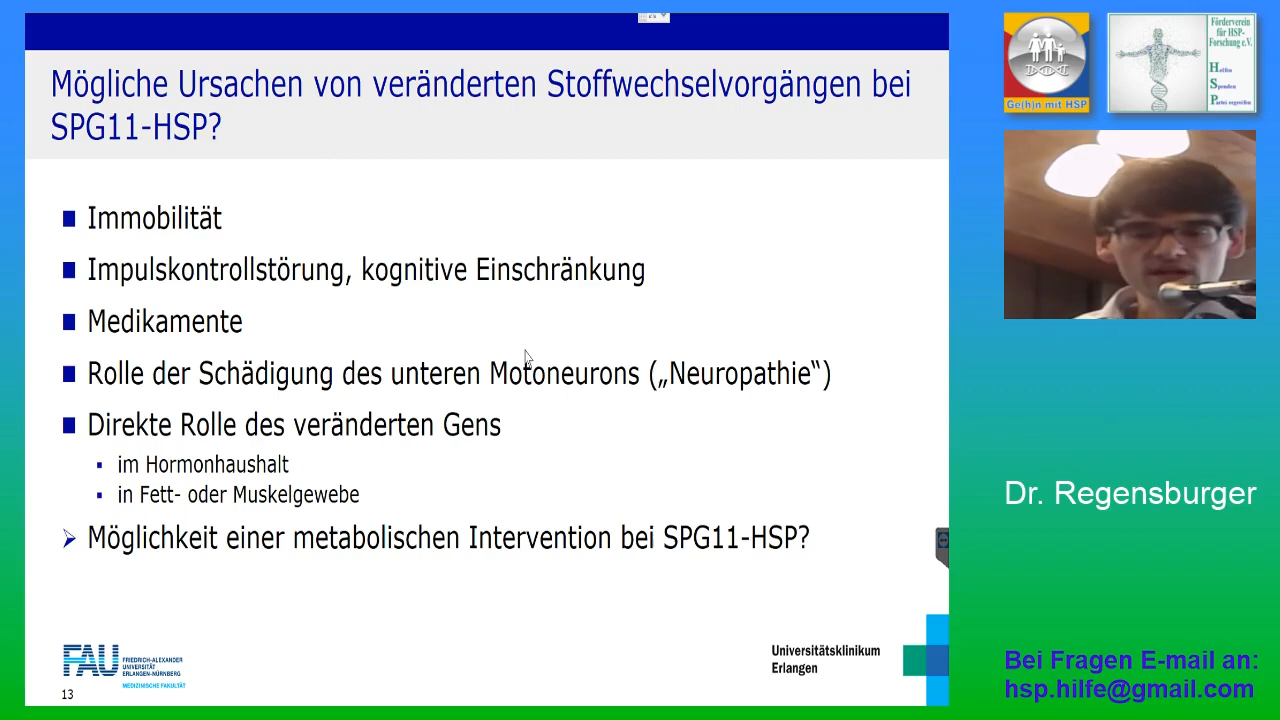 Mögliche Ursachen von veränderten Stoffwechselvorgängen bei
SPG11-HSP?
Immobilität
Impulskontrollstörung, kognitive Einschränkung
Medikamente
Rolle der Schädigung des unteren Motoneurons („Neuropathie“)
Direkte Rolle des veränderten Gens
im Hormonhaushalt
in Fett- oder Muskelgewebe
Möglichkeit einer metabolischen Intervention bei SPG11-HSP?
FAU
FRIEDRICH-ALEXANDER
UNIVERSITÄT
ERLANGEN-NÜRNBERG
MEDIZINISCHE FAKULTÄT
13
Universitätsklinikum
Erlangen
Ge(h)n mit HSP
Förderverein
für HSP-
Forschung e.V.
Helfen
Spenden
Dr. Regensburger
Bei Fragen E-mail an:
hsp.hilfe@gmail.com